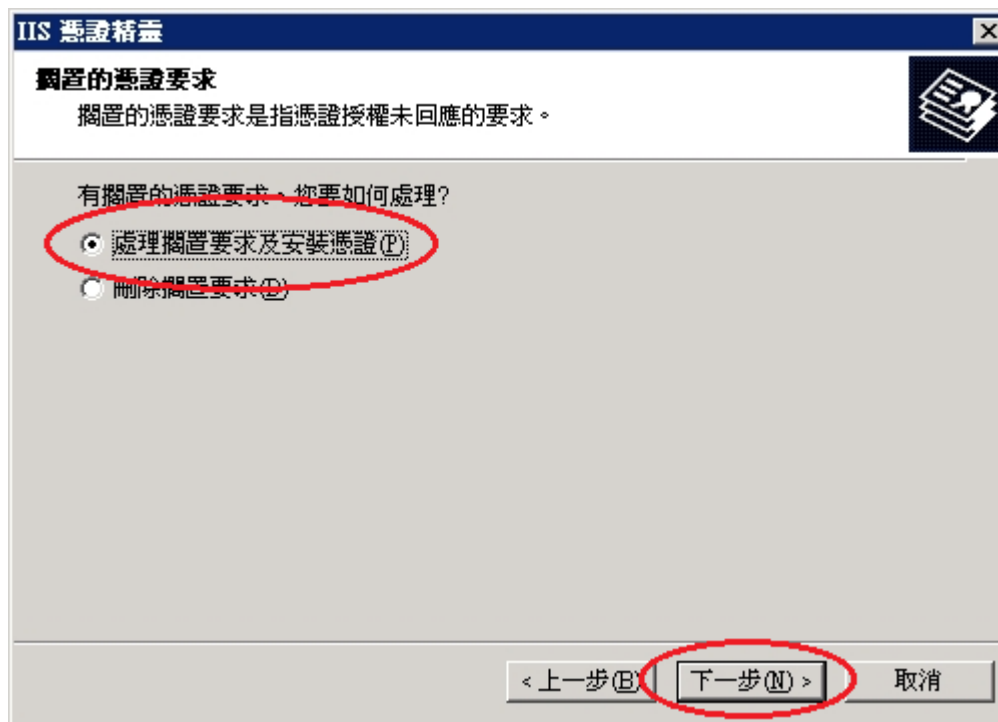 IIS 憑證精靈
擱置的憑證要求
擱置的憑證要求是指憑證授權未回應的要求。
有擱置的憑證要求。您要如何處理?
處理擱置要求及安裝憑證(P)
刪除擱置要求(D)
< 上一步(B) 下一步(N) > 取消